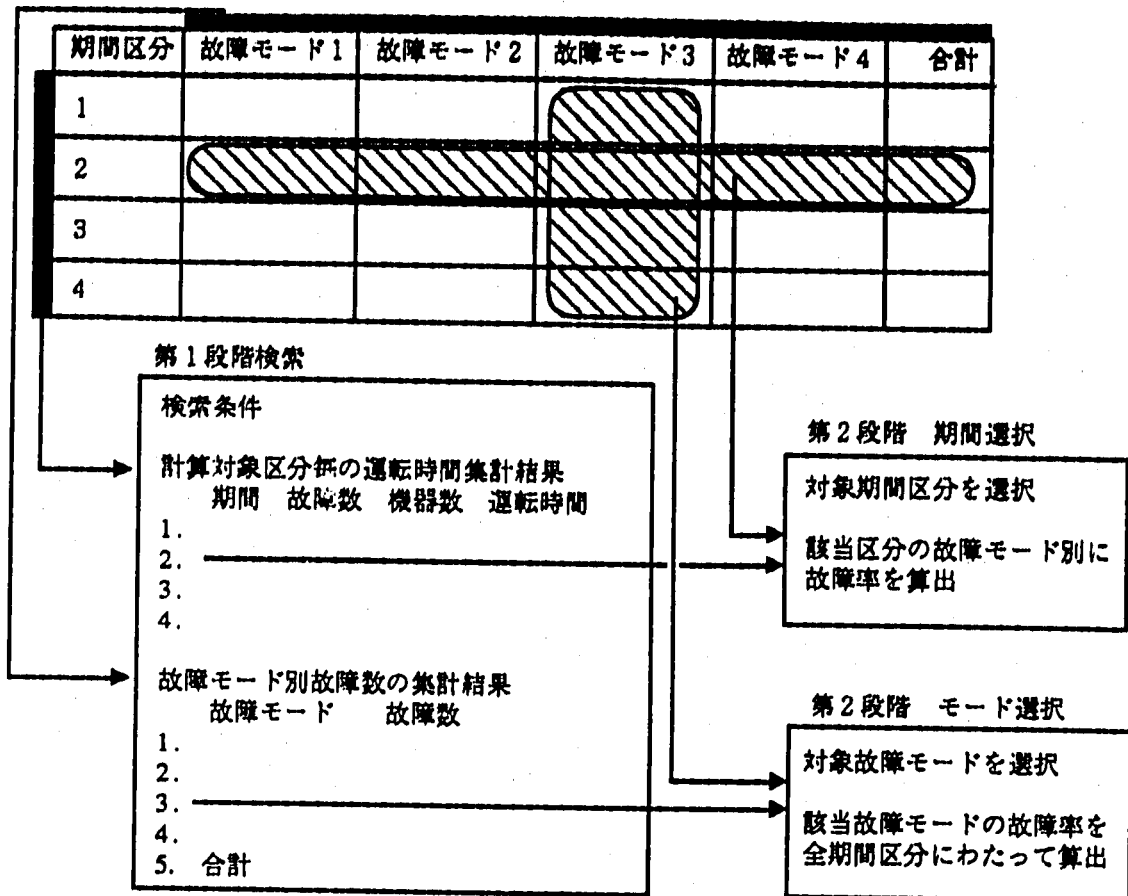 期間区分 故障モード1 故障モード2 故障モード3 故障モード4 合計
1
2
3
4
第1段階検索
検索条件
計算対象区分毎の運転時間集計結果
期間 故障数 機器数 運転時間
1.
2.
3.
4.
故障モード別故障数の集計結果
故障モード 故障数
1.
2.
3.
4.
5. 合計
第2段階 期間選択
対象期間区分を選択
該当区分の故障モード別に
故障率を算出
第2段階 モード選択
対象故障モードを選択
該当故障モードの故障率を
全期間区分にわたって算出